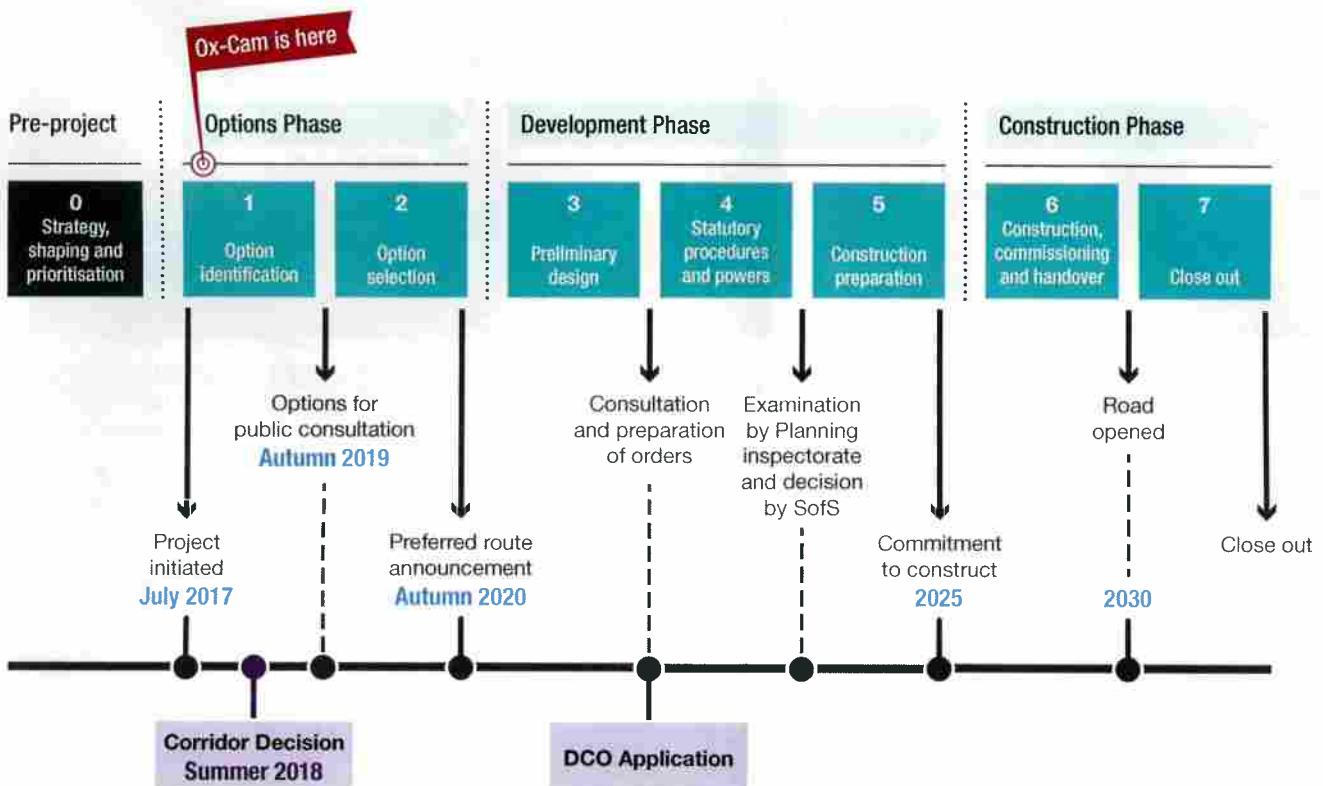 Ox-Cam is here
Pre-project
Options Phase
Development Phase
Construction Phase
0
Strategy,
shaping and
prioritisation
1
Option
identification
2
Option
selection
3
Preliminary
design
4
Statutory
procedures
and powers
5
Construction
preparation
6
Construction,
commissioning
and handover
7
Close out
Options for
public consultation
Autumn 2019
Consultation
and preparation
of orders
Examination
by Planning
inspectorate
and decision
by SofS
Road
opened
Project
initiated
July 2017
Preferred route
announcement
Autumn 2020
Commitment
to construct
2025
2030
Close out
Corridor Decision
Summer 2018
DCO Application